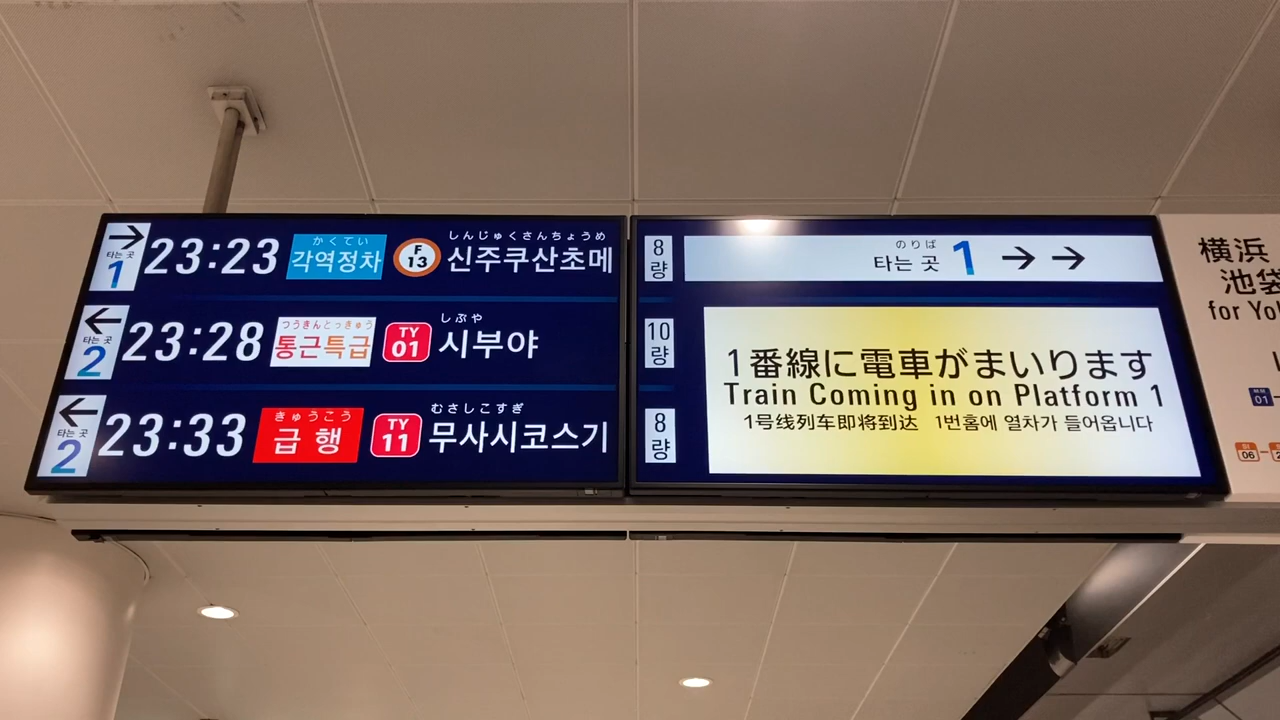 → 23:23 かくてい しんじゅくさんちょうめ
타는 곳 1 각역정차 F 13 신주쿠산초메
← 23:28 つうきんとっきゅう しぶや
타는 곳 2 통근특급 TY 01 시부야
← 23:33 きゅうこう むさしこすぎ
타는 곳 2 급행 TY 11 무사시코스기
8량 のりば
타는 곳 1 → →
10량
8량
1番線に電車がまいります
Train Coming in on Platform 1
1号线列车即将到达 1번홈에 열차가 들어옵니다
横浜
池袋
for
01
06